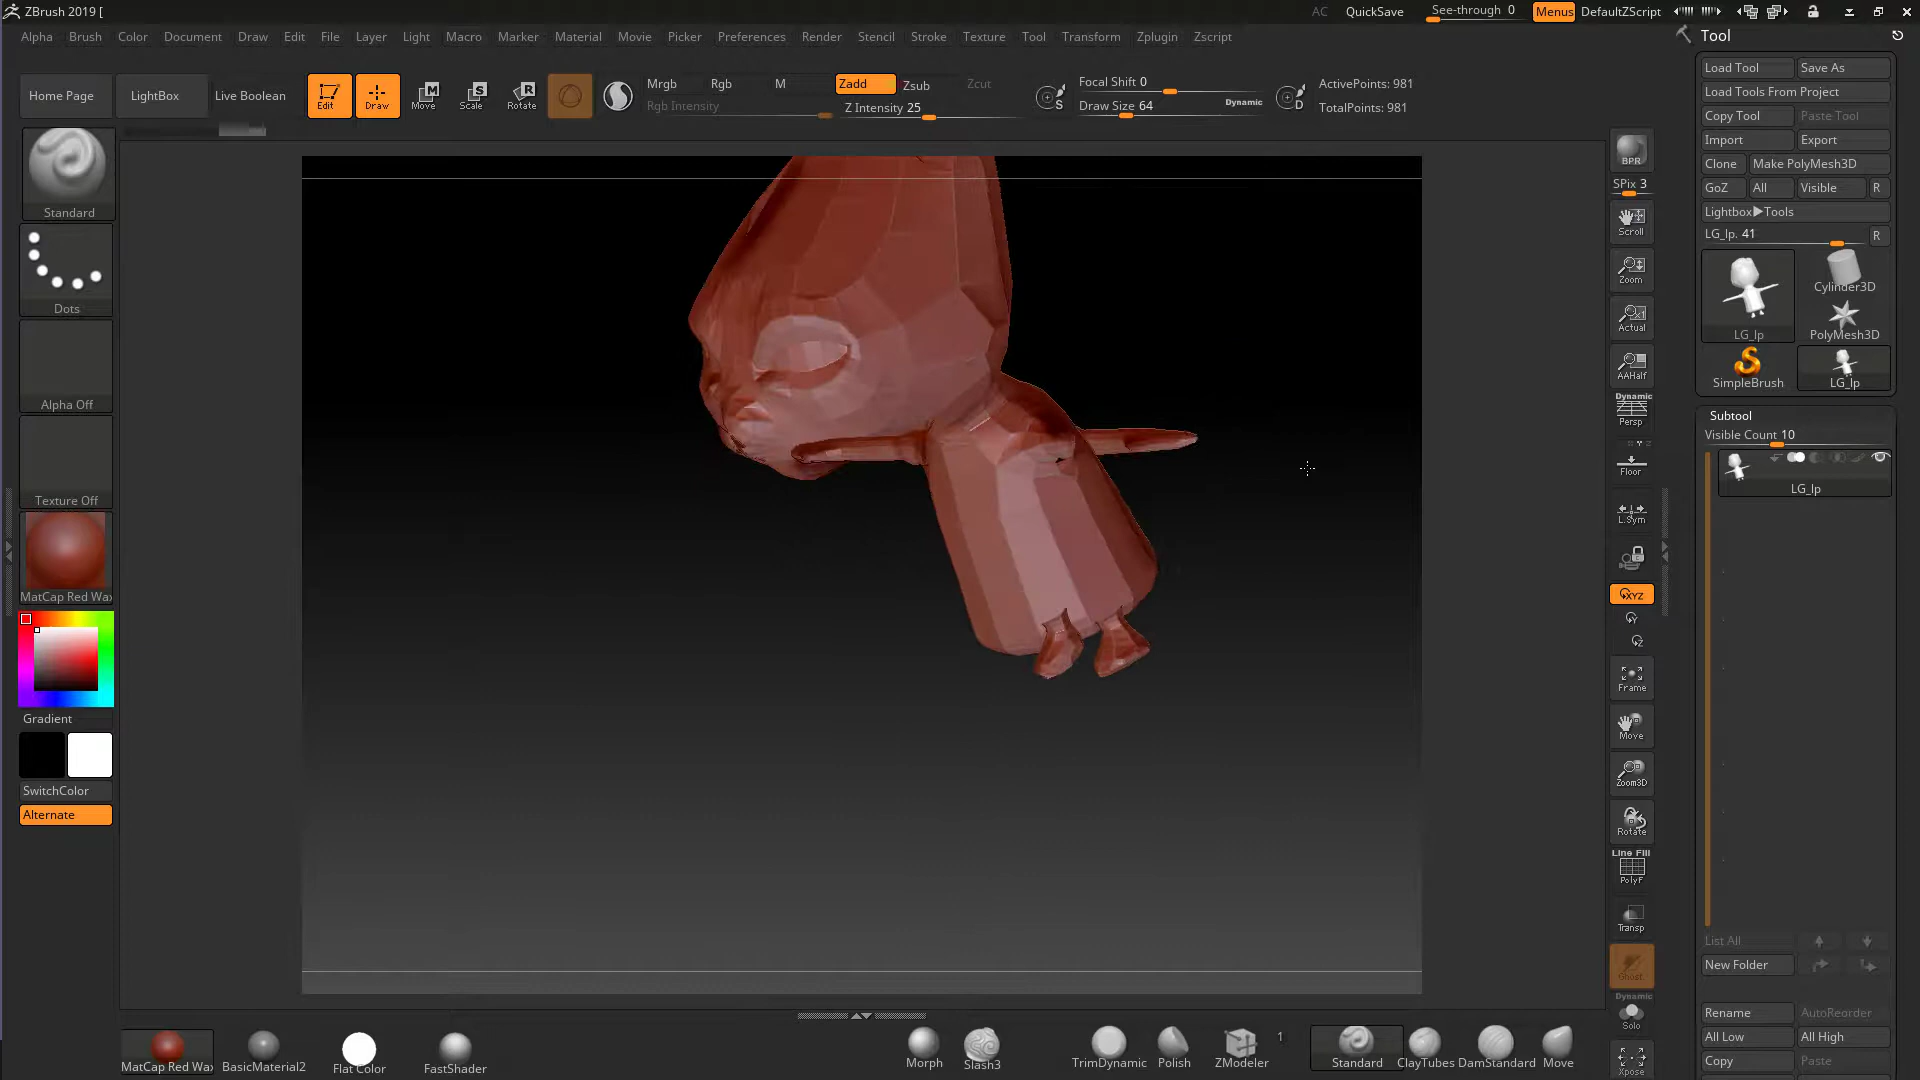 ZBrush 2019 [
AC QuickSave See-through 0 Menus DefaultZScript
Alpha Brush Color Document Draw Edit File Layer Light Macro Marker Material Movie Picker Preferences Render Stencil Stroke Texture Tool Transform Zplugin Zscript
Home Page LightBox Live Boolean
Edit Draw Move Scale Rotate
Mrgb Rgb M Zadd Zsub Zcut
Rgb Intensity Z Intensity 25
Focal Shift 0
Draw Size 64 Dynamic
ActivePoints: 981
TotalPoints: 981
Standard
Dots
Alpha Off
Texture Off
MatCap Red Wax
Gradient
SwitchColor
Alternate
BPR
SPix 3
Scroll
Zoom
Actual
AAHalf
Dynamic
Persp
Floor
L.Sym
XYZ
Y
Z
Frame
Move
Zoom3D
Rotate
Line Fill
PolyF
Transp
Ghost
Dynamic
Solo
Xpose
Tool
Load Tool Save As
Load Tools From Project
Copy Tool Paste Tool
Import Export
Clone Make PolyMesh3D
GoZ All Visible R
Lightbox▶Tools
LG_lp. 41 R
Cylinder3D
LG_lp PolyMesh3D
SimpleBrush LG_lp
Subtool
Visible Count 10
LG_lp
List All
New Folder
Rename AutoReorder
All Low All High
Copy Paste
MatCap Red Wax BasicMaterial2 Flat Color FastShader
Morph Slash3 TrimDynamic Polish ZModeler 1 Standard ClayTubes DamStandard Move